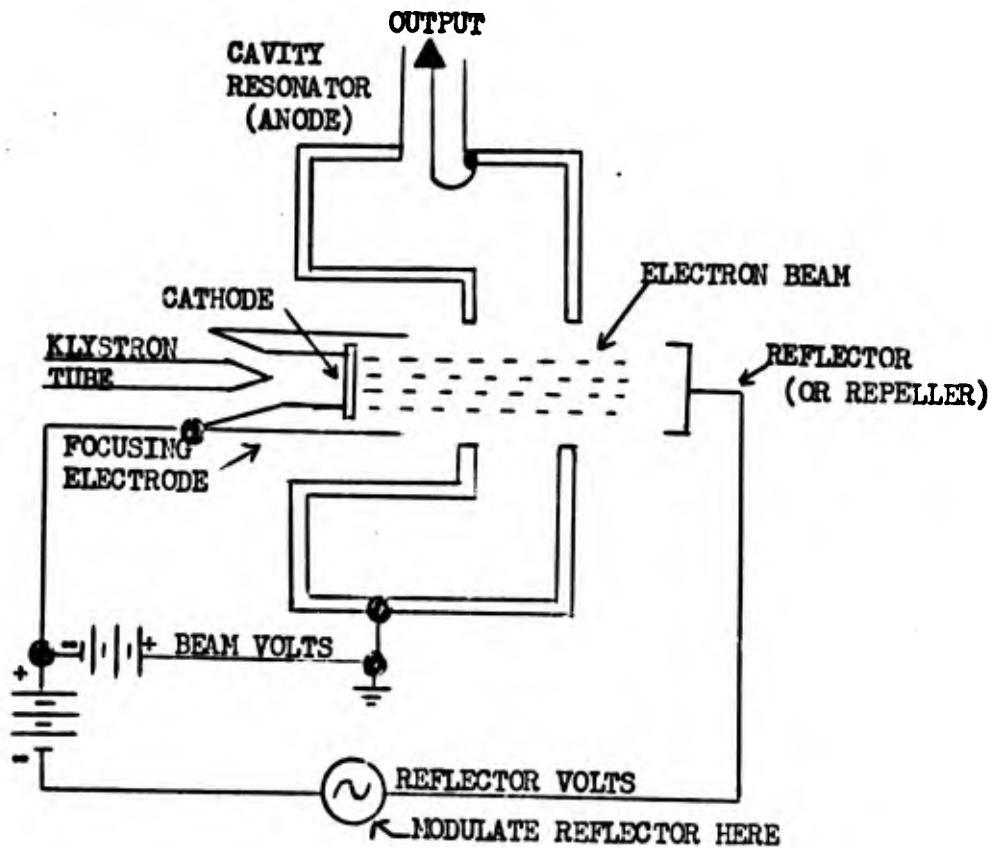 OUTPUT
CAVITY
RESONATOR
(ANODE)
ELECTRON BEAM
CATHODE
KLYSTRON
TUBE
REFLECTOR
(OR REPELLER)
FOCUSING
ELECTRODE
- + BEAM VOLTS
+
-
REFLECTOR VOLTS
MODULATE REFLECTOR HERE